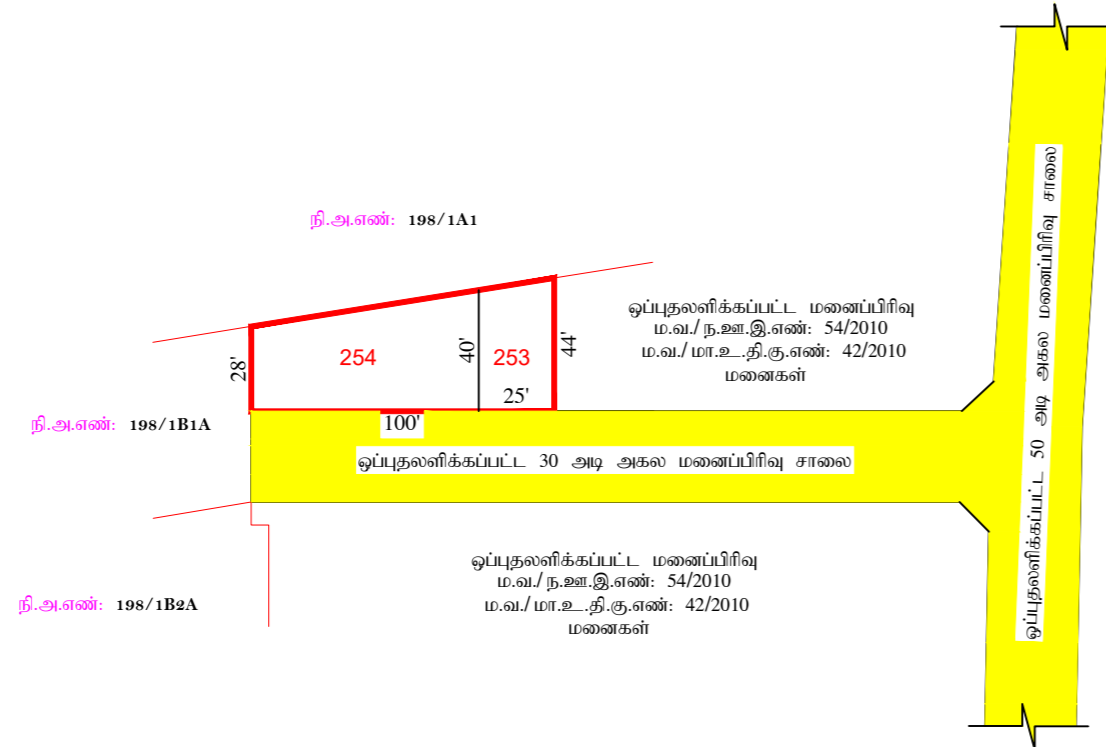 நி.அ.எண்: 198/1A1
ஒப்புதலளிக்கப்பட்ட மனைப்பிரிவு
ம.வ./ந.ஊ.இ.எண்: 54/2010
ம.வ./மா.உ.தி.கு.எண்: 42/2010
மனைகள்
28'
254
40'
253
44'
25'
100'
நி.அ.எண்: 198/1B1A
ஒப்புதலளிக்கப்பட்ட 30 அடி அகல மனைப்பிரிவு சாலை
ஒப்புதலளிக்கப்பட்ட 50 அடி அகல மனைப்பிரிவு சாலை
ஒப்புதலளிக்கப்பட்ட மனைப்பிரிவு
ம.வ./ந.ஊ.இ.எண்: 54/2010
ம.வ./மா.உ.தி.கு.எண்: 42/2010
மனைகள்
நி.அ.எண்: 198/1B2A